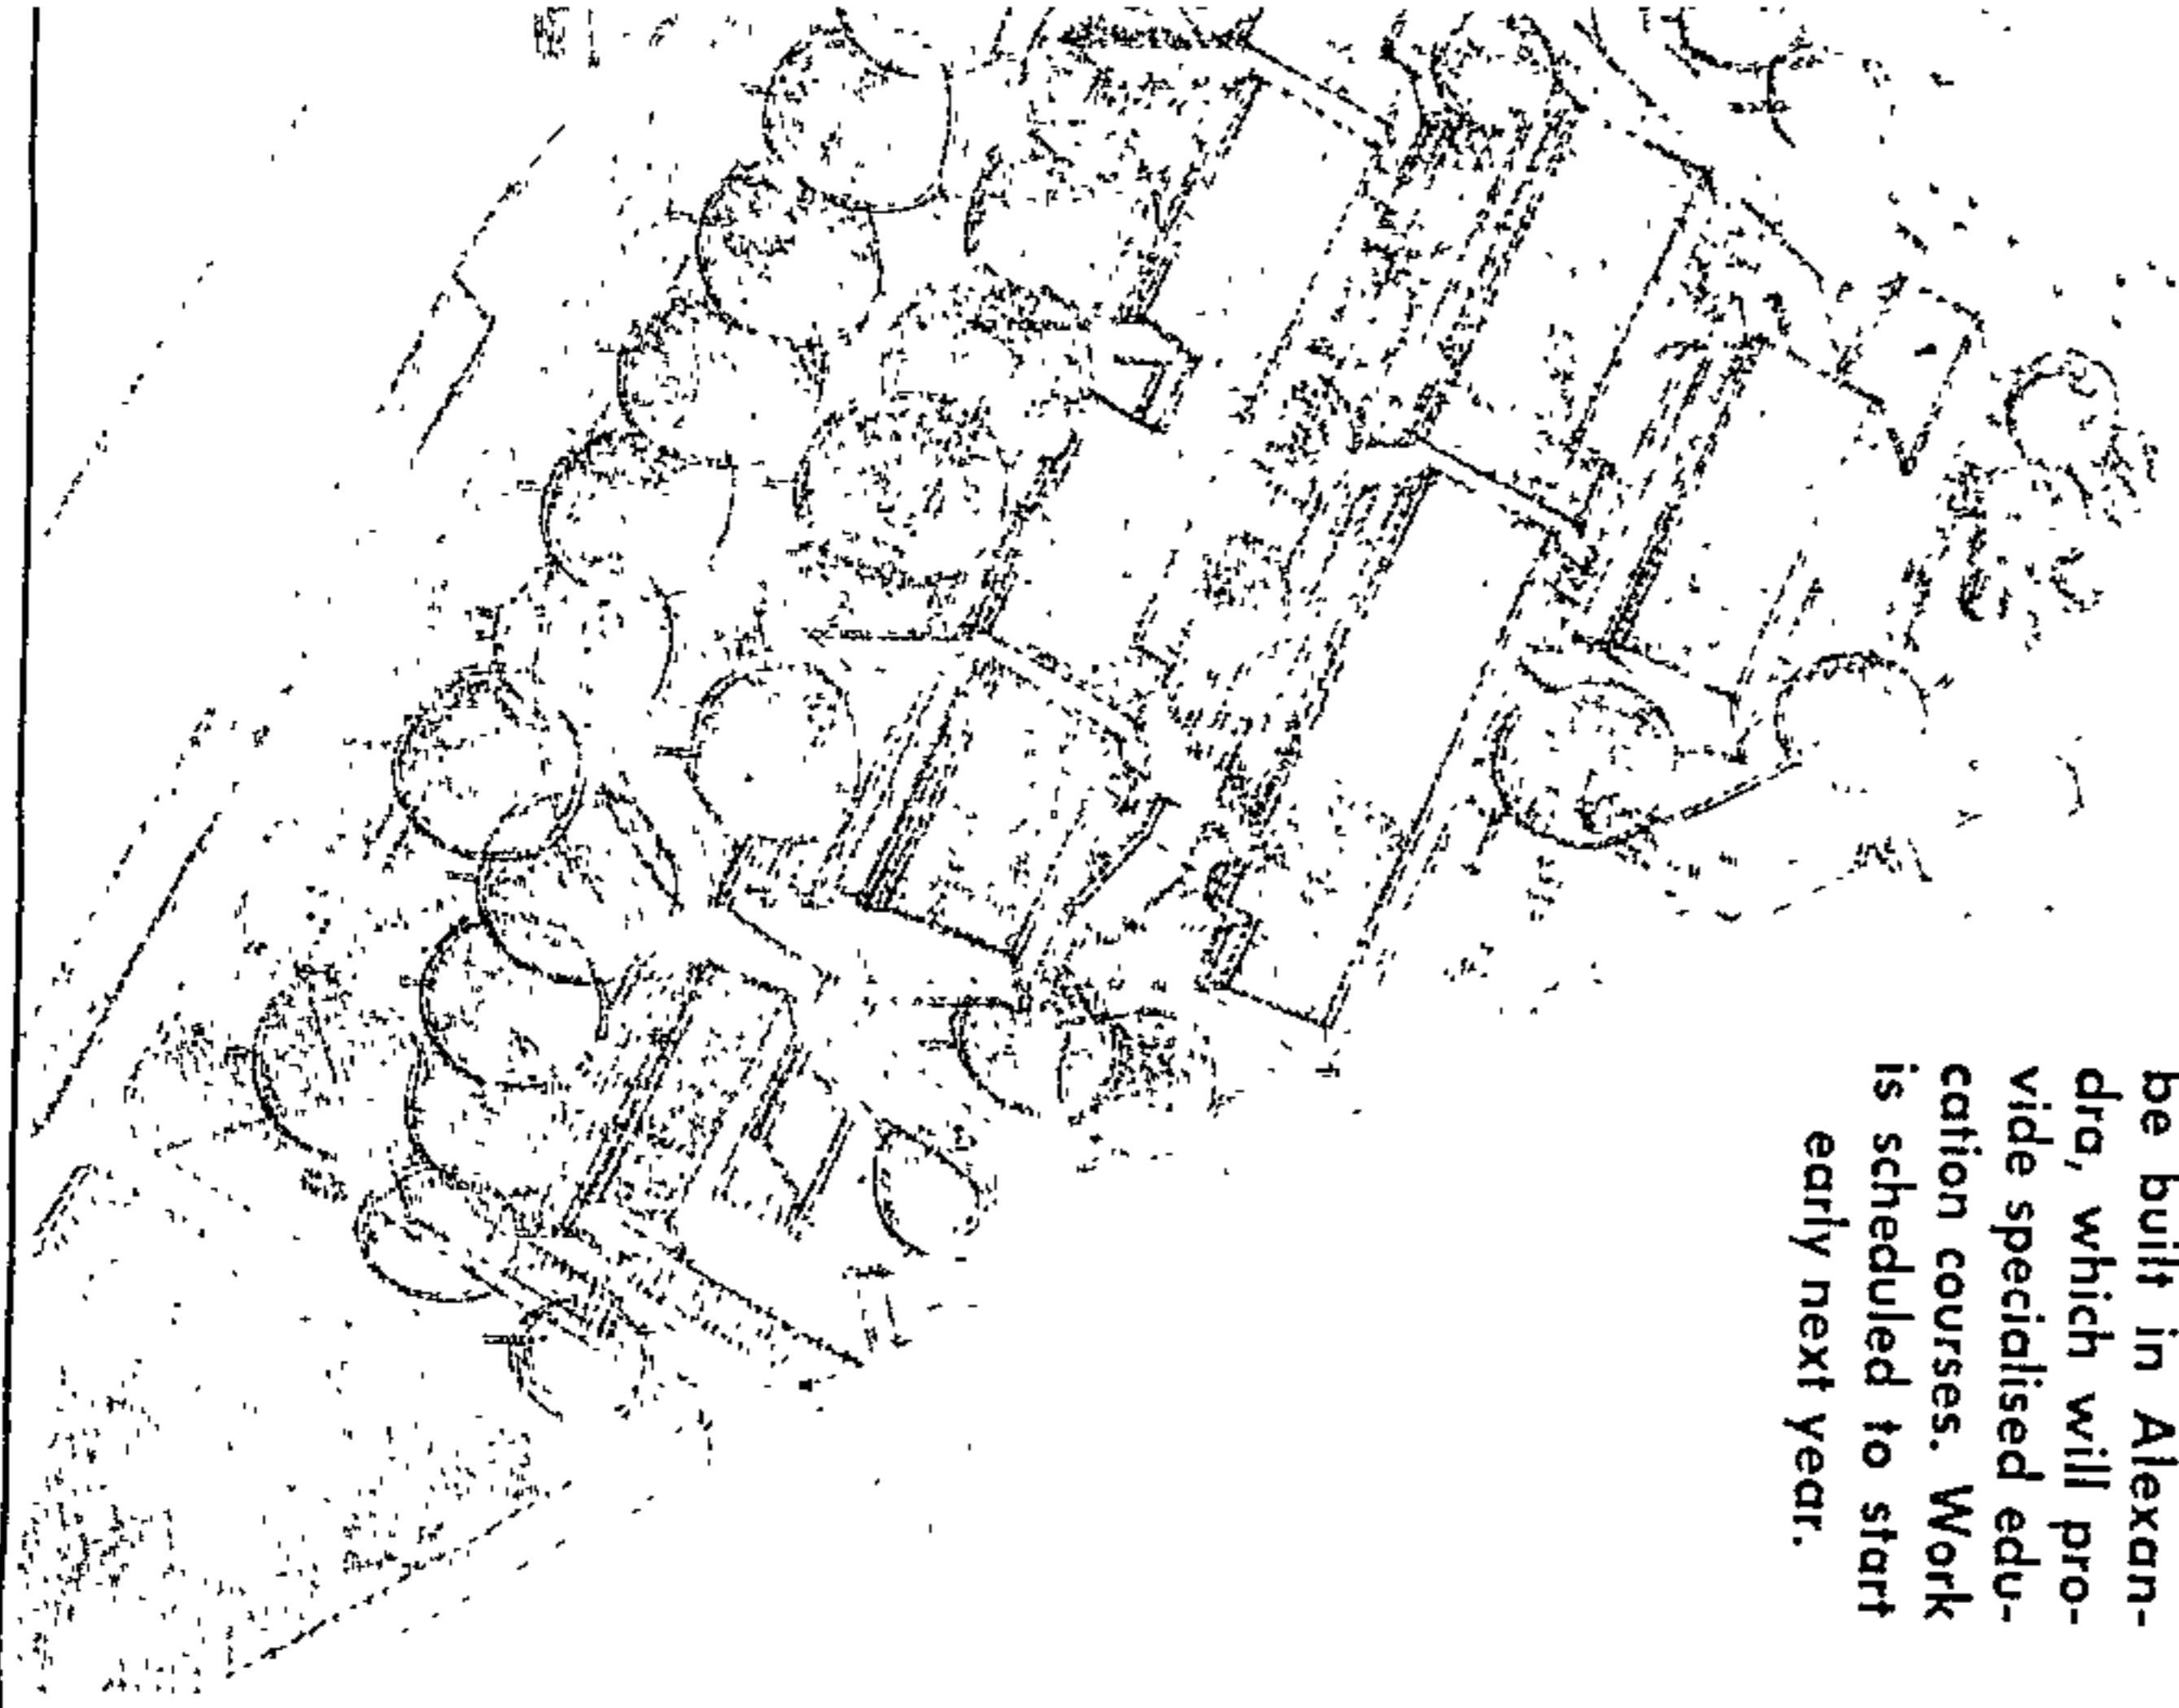 be built in Alexan-
dra, which will pro-
vide specialised edu-
cation courses. Work
is scheduled to start
early next year.